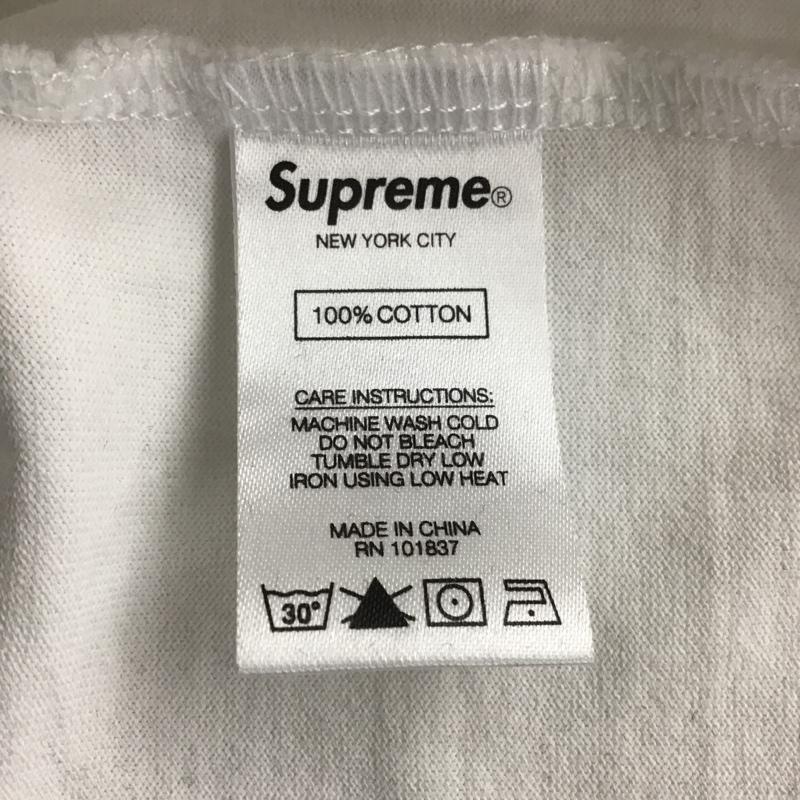 Supreme®
NEW YORK CITY
100% COTTON
CARE INSTRUCTIONS:
MACHINE WASH COLD
DO NOT BLEACH
TUMBLE DRY LOW
IRON USING LOW HEAT
MADE IN CHINA
RN 101837
30°